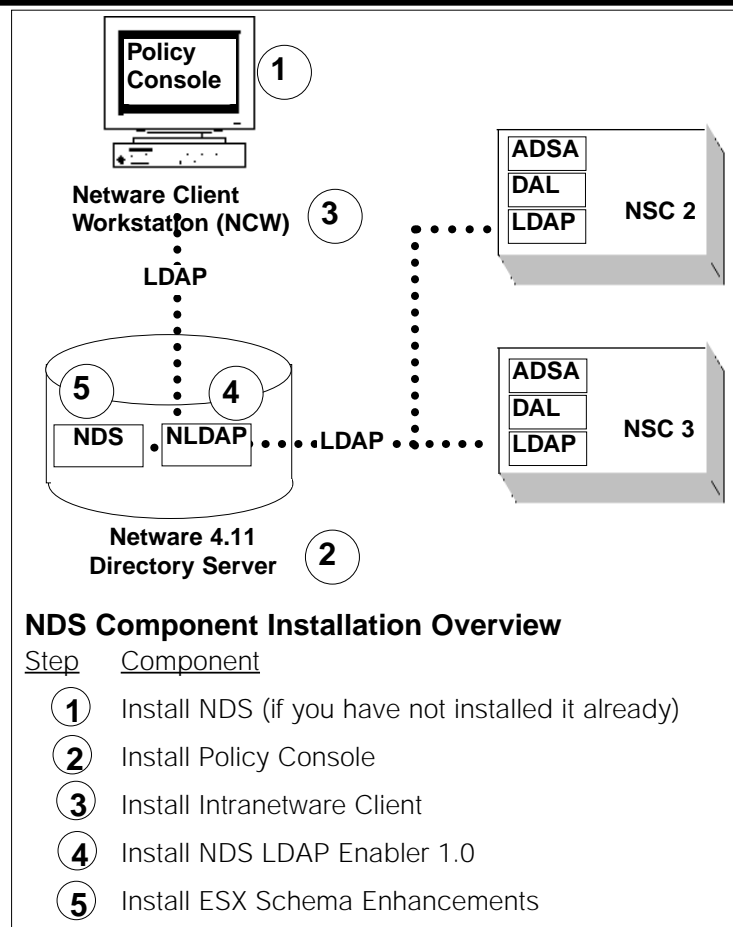 Policy
Console
1
Netware Client
Workstation (NCW)
3
LDAP
ADSA
DAL
LDAP
NSC 2
5
4
NDS
NLDAP
LDAP
ADSA
DAL
LDAP
NSC 3
Netware 4.11
Directory Server
2
NDS Component Installation Overview
Step Component
1 Install NDS (if you have not installed it already)
2 Install Policy Console
3 Install Intranetware Client
4 Install NDS LDAP Enabler 1.0
5 Install ESX Schema Enhancements